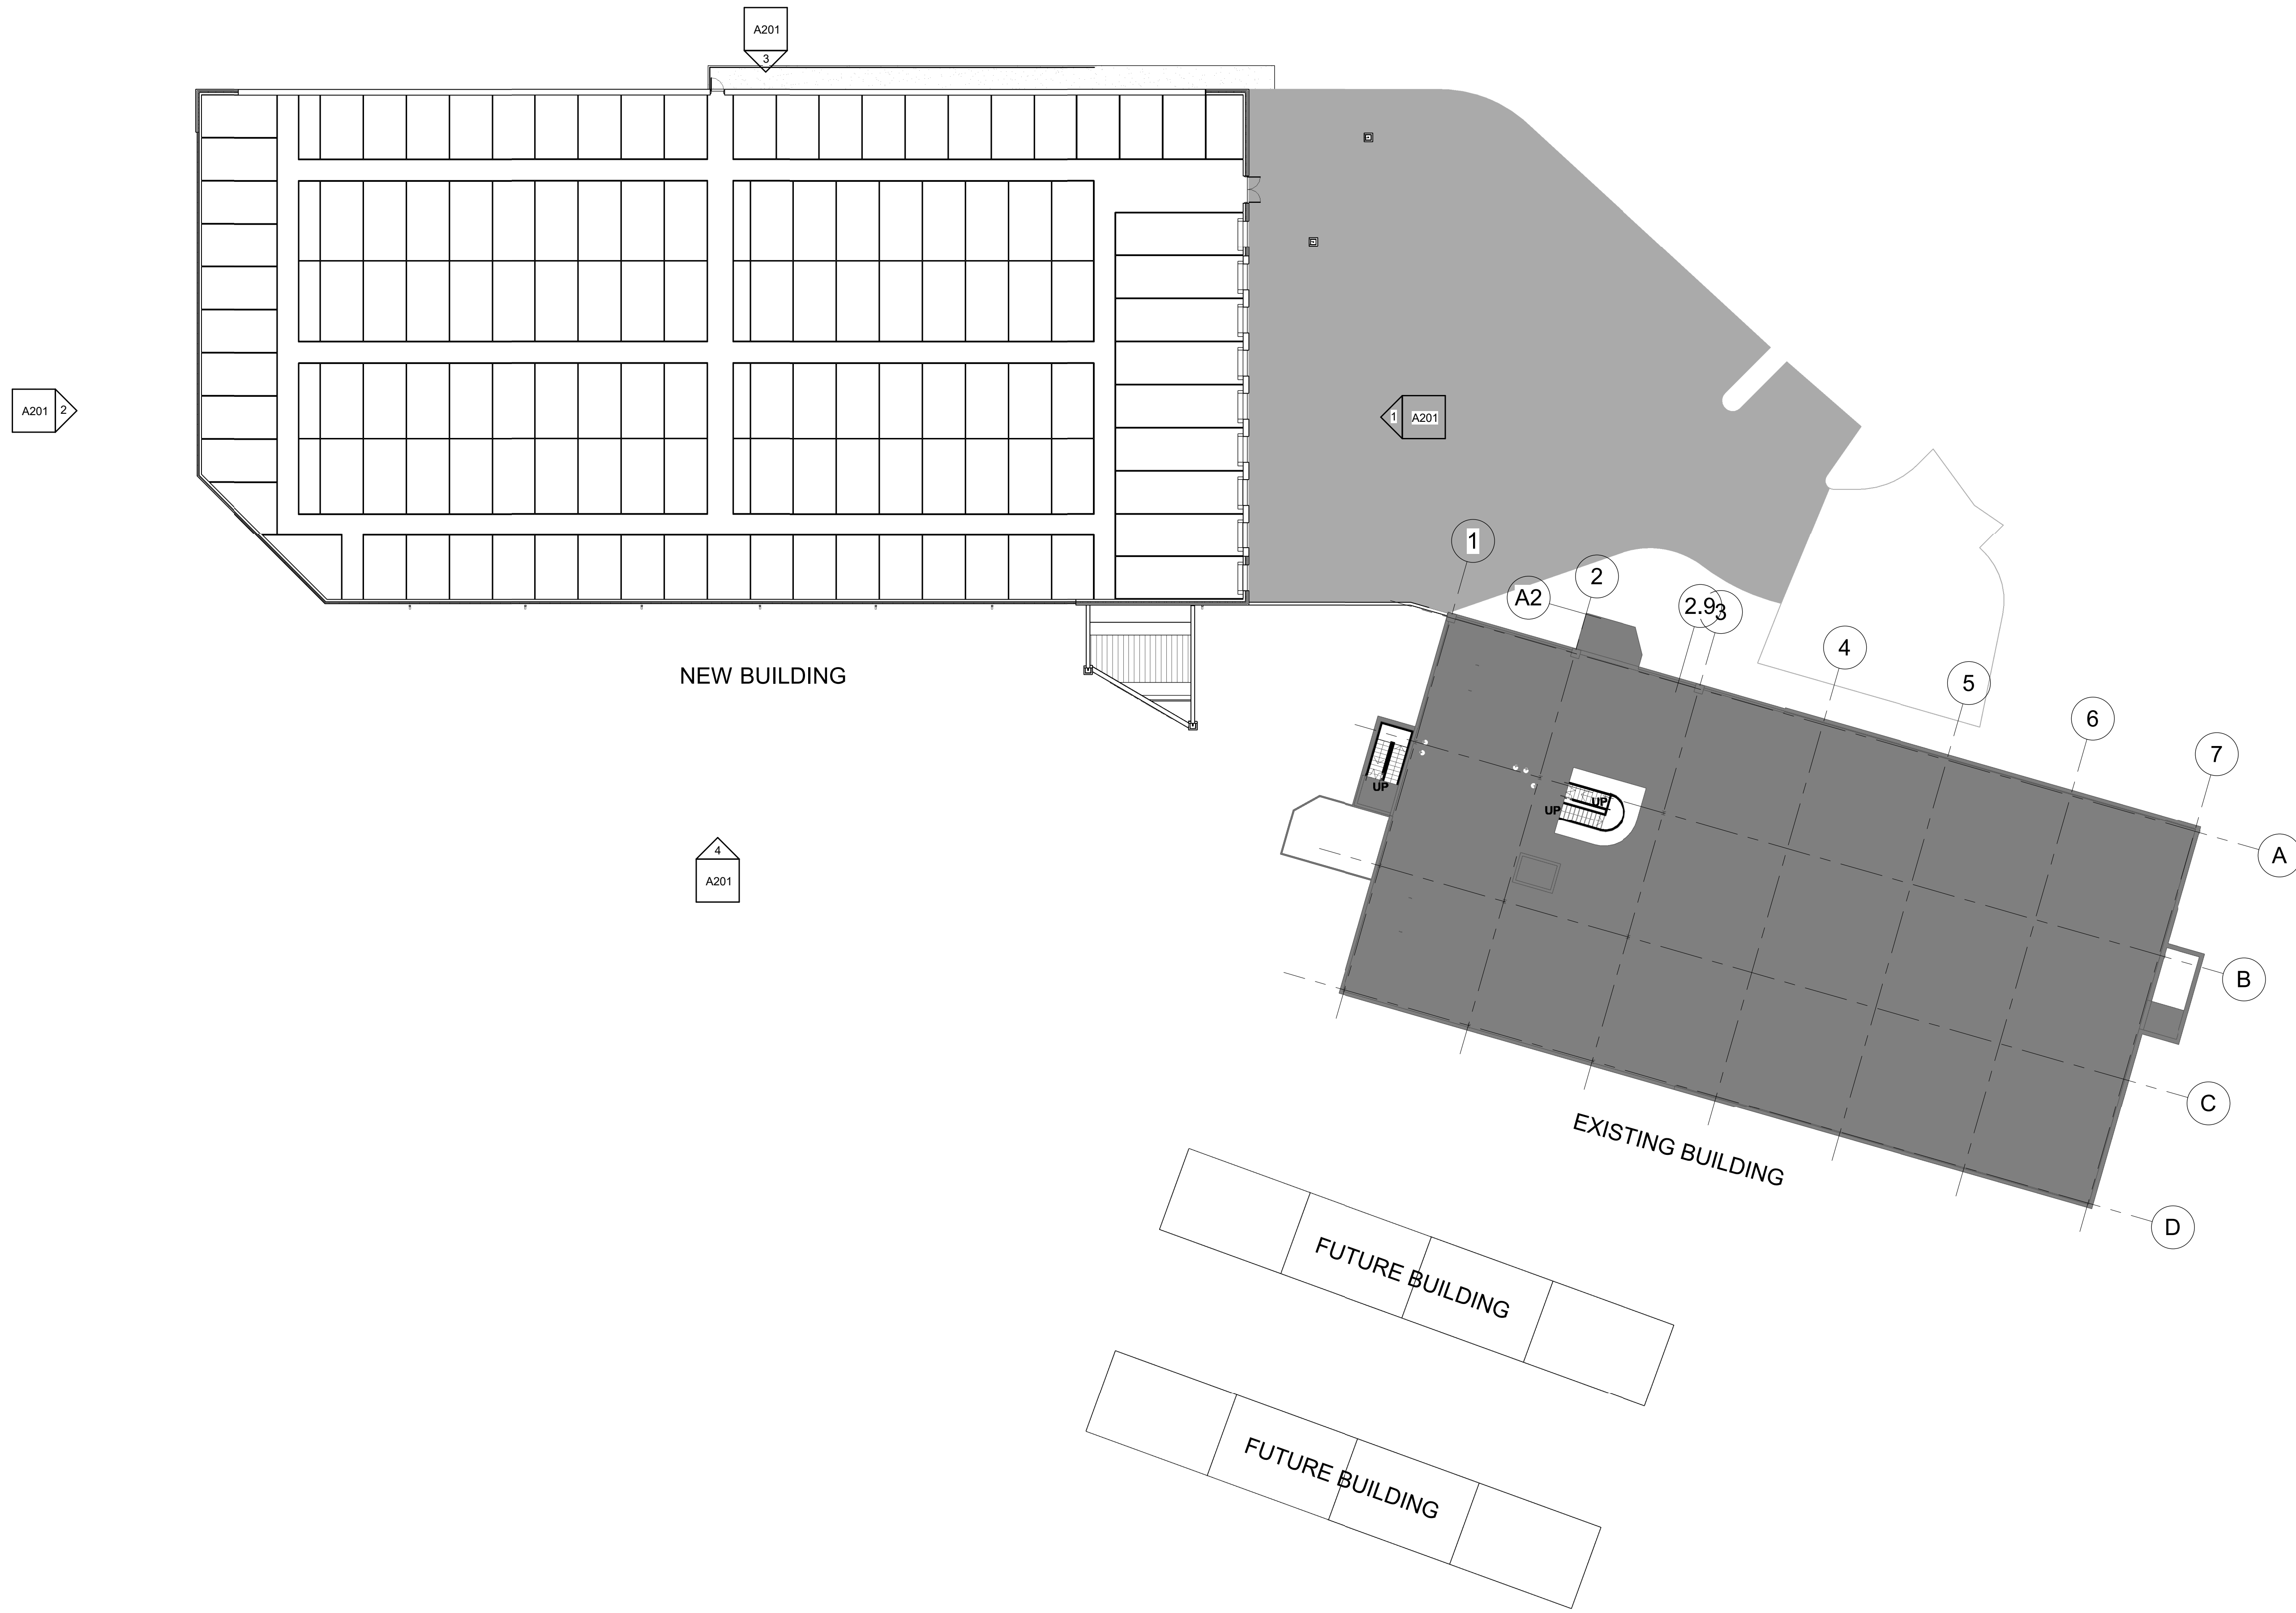 A201
3
A201
2
1
A201
1
2
A2
2.9
3
4
5
6
7
NEW BUILDING
UP
UP
UP
A
4
A201
B
C
EXISTING BUILDING
D
FUTURE BUILDING
FUTURE BUILDING